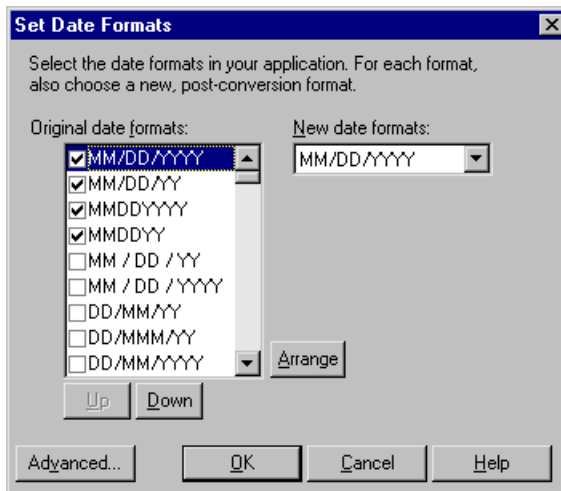 Set Date Formats
Select the date formats in your application. For each format,
also choose a new, post-conversion format.
Original date formats:
New date formats:
MM/DD/YYYY
MM/DD/YYYY
MM/DD/YY
MMDDYYYY
MMDDYY
MM / DD / YY
MM / DD / YYYY
DD/MM/YY
DD/MMM/YY
DD/MM/YYYY
Arrange
Up
Down
Advanced...
OK
Cancel
Help